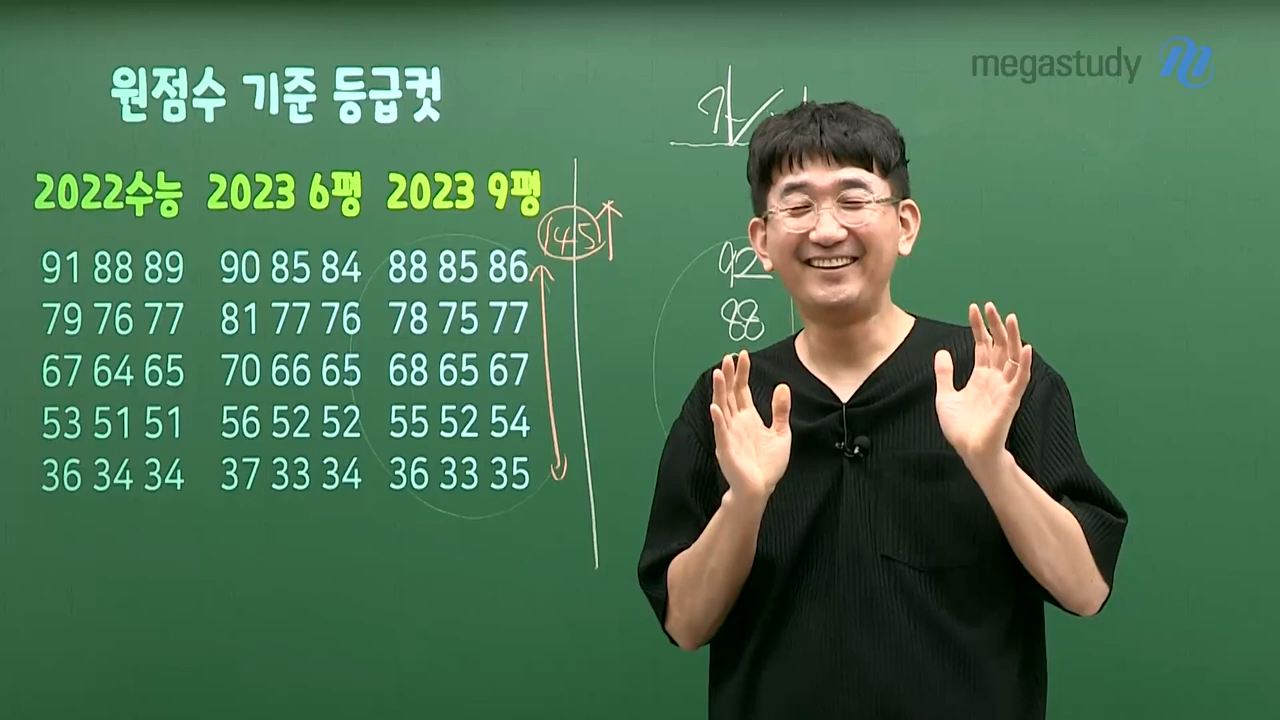 megastudy
원점수 기준 등급컷
2022수능 2023 6평 2023 9평
145
91 88 89 90 85 84 88 85 86
92
79 76 77 81 77 76 78 75 77
88
67 64 65 70 66 65 68 65 67
53 51 51 56 52 52 55 52 54
36 34 34 37 33 34 36 33 35